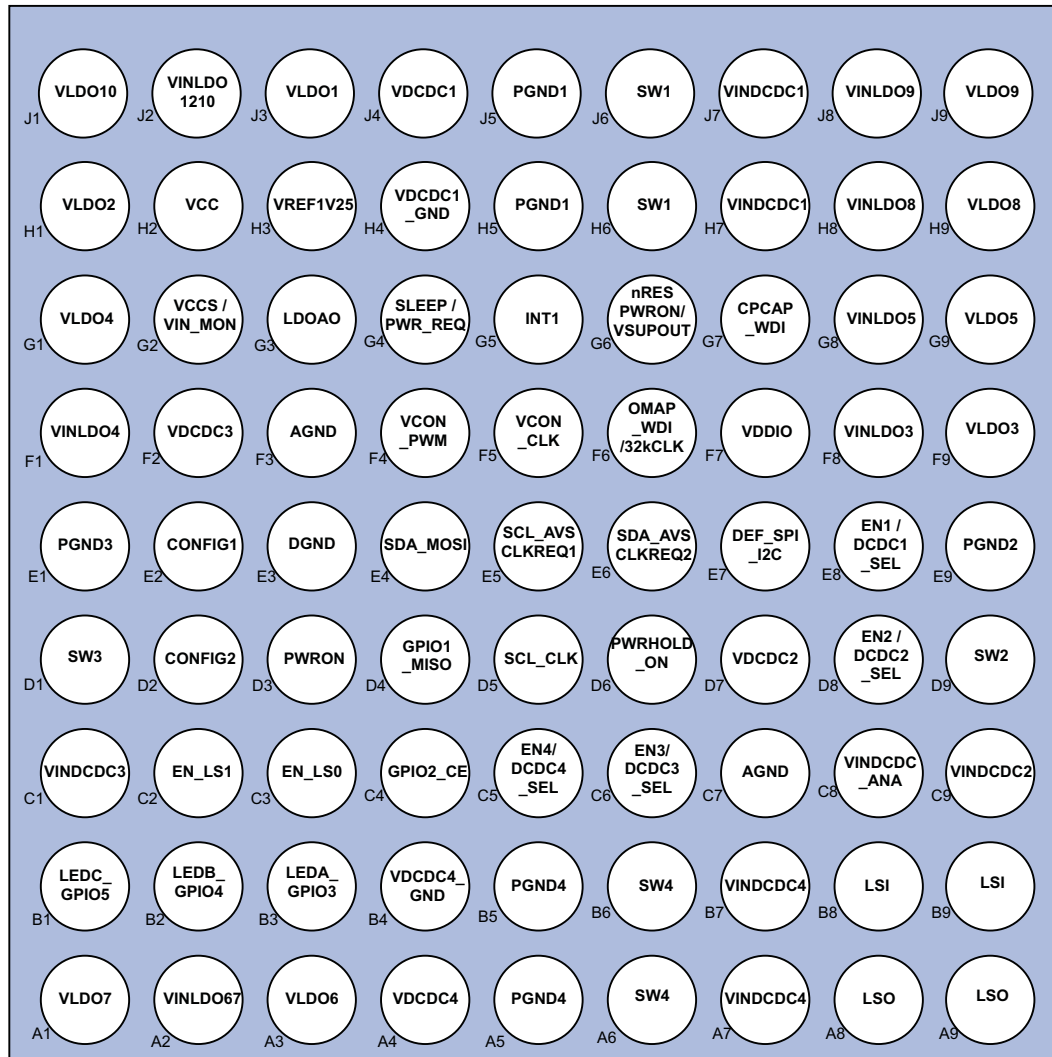 VLDO10
VINLDO
1210
VLDO1
VDCDC1
PGND1
SW1
VINDCDC1
VINLDO9
VLDO9
J1
J2
J3
J4
J5
J6
J7
J8
J9
VLDO2
VCC
VREF1V25
VDCDC1
_GND
PGND1
SW1
VINDCDC1
VINLDO8
VLDO8
H1
H2
H3
H4
H5
H6
H7
H8
H9
VLDO4
VCCS /
VIN_MON
LDOAO
SLEEP /
PWR_REQ
INT1
nRES
PWRON/
VSUPOUT
CPCAP
_WDI
VINLDO5
VLDO5
G1
G2
G3
G4
G5
G6
G7
G8
G9
VINLDO4
VDCDC3
AGND
VCON
_PWM
VCON
_CLK
OMAP
_WDI
/32kCLK
VDDIO
VINLDO3
VLDO3
F1
F2
F3
F4
F5
F6
F7
F8
F9
PGND3
CONFIG1
DGND
SDA_MOSI
SCL_AVS
CLKREQ1
SDA_AVS
CLKREQ2
DEF_SPI
_I2C
EN1 /
DCDC1
_SEL
PGND2
E1
E2
E3
E4
E5
E6
E7
E8
E9
SW3
CONFIG2
PWRON
GPIO1
_MISO
SCL_CLK
PWRHOLD
_ON
VDCDC2
EN2 /
DCDC2
_SEL
SW2
D1
D2
D3
D4
D5
D6
D7
D8
D9
VINDCDC3
EN_LS1
EN_LS0
GPIO2_CE
EN4/
DCDC4
_SEL
EN3/
DCDC3
_SEL
AGND
VINDCDC
_ANA
VINDCDC2
C1
C2
C3
C4
C5
C6
C7
C8
C9
LEDC_
GPIO5
LEDB_
GPIO4
LEDA_
GPIO3
VDCDC4_
GND
PGND4
SW4
VINDCDC4
LSI
LSI
B1
B2
B3
B4
B5
B6
B7
B8
B9
VLDO7
VINLDO67
VLDO6
VDCDC4
PGND4
SW4
VINDCDC4
LSO
LSO
A1
A2
A3
A4
A5
A6
A7
A8
A9